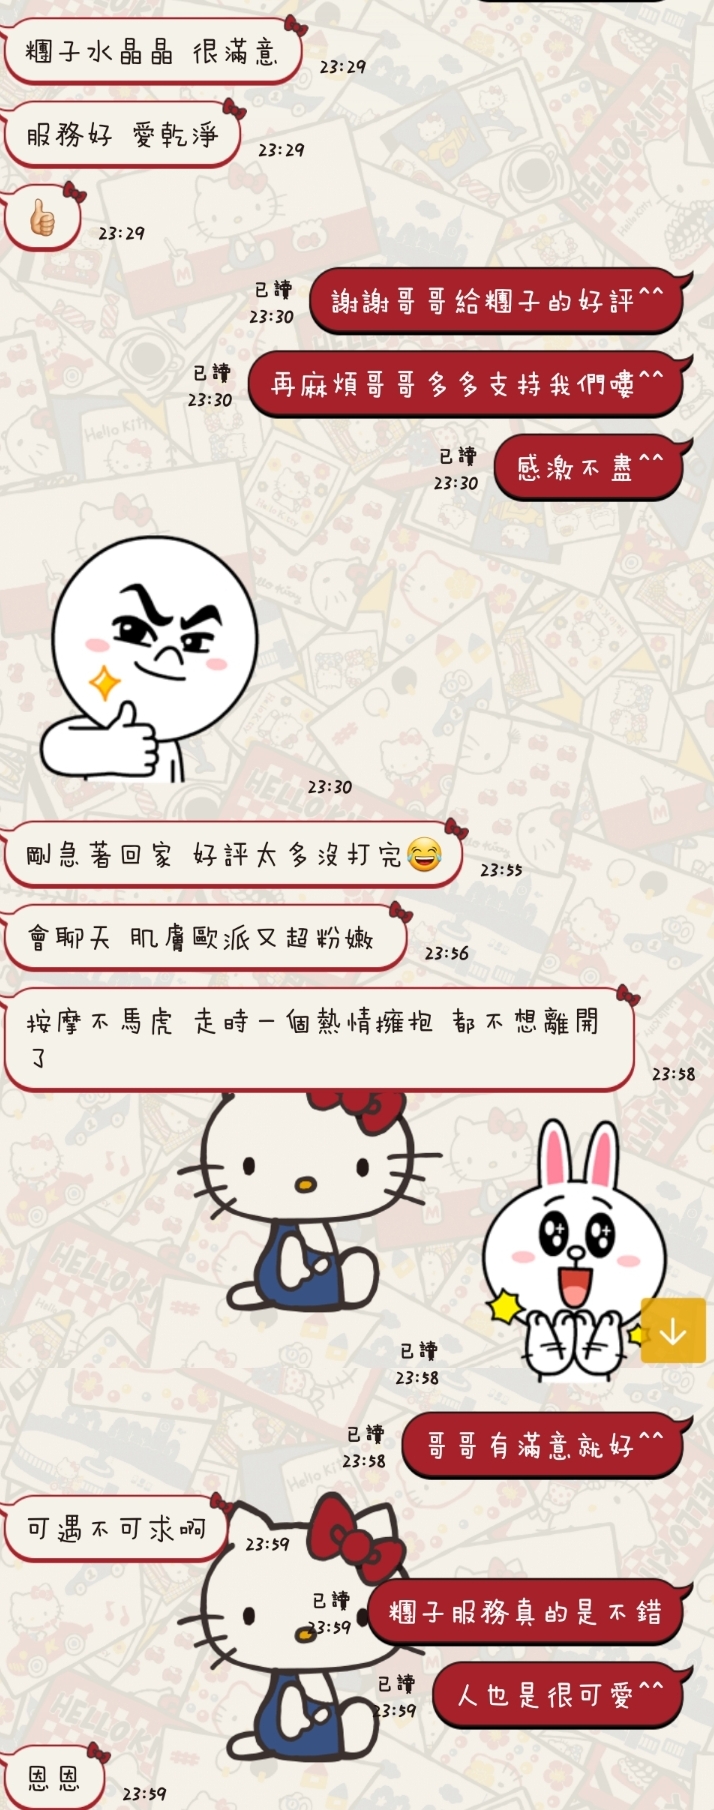 糰子水晶晶 很滿意
23:29
服務好 愛乾淨
23:29
👍🏻
23:29
已讀
23:30
謝謝哥哥給糰子的好評^^
已讀
23:30
再麻煩哥哥多多支持我們嘍^^
已讀
23:30
感激不盡^^
23:30
剛急著回家 好評太多沒打完😂
23:55
會聊天 肌膚歐派又超粉嫩
23:56
按摩不馬虎 走時一個熱情擁抱 都不想離開
了
23:58
已讀
23:58
已讀
23:58
哥哥有滿意就好^^
可遇不可求啊
23:59
已讀
23:59
糰子服務真的是不錯
已讀
23:59
人也是很可愛^^
恩恩
23:59